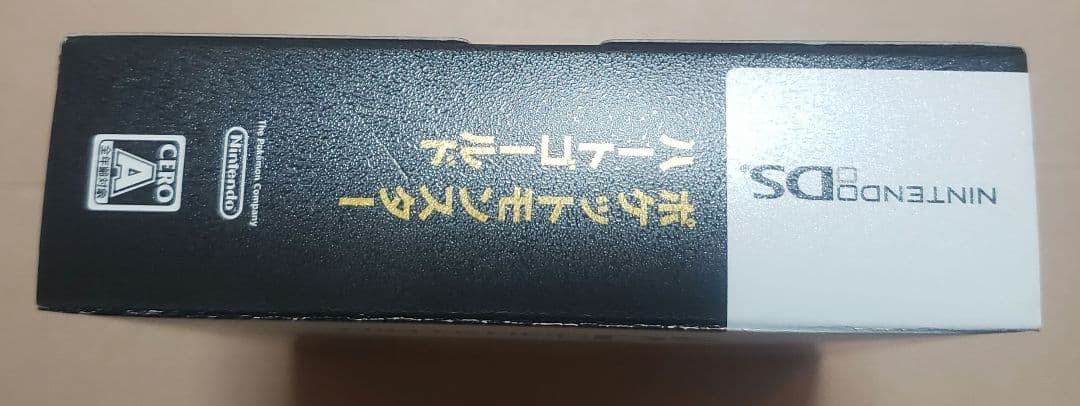 NINTENDO DS™
ポケットモンスター
ハートゴールド
The Pokémon Company
Nintendo
CERO
A
全年齢対象